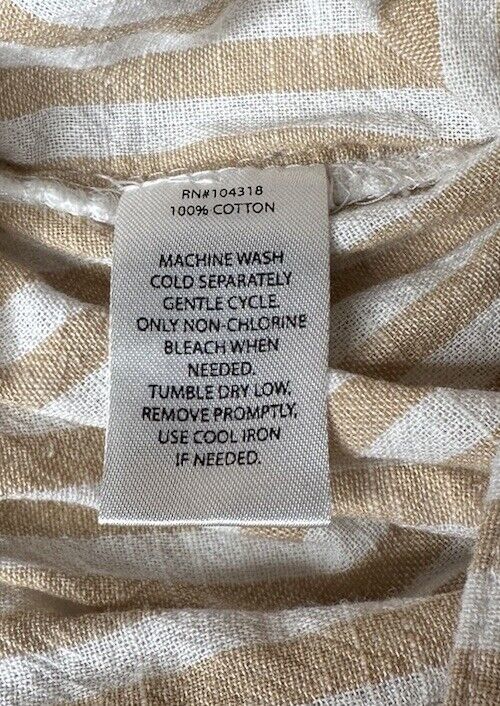 RN#104318
100% COTTON
MACHINE WASH
COLD SEPARATELY
GENTLE CYCLE.
ONLY NON-CHLORINE
BLEACH WHEN
NEEDED.
TUMBLE DRY LOW,
REMOVE PROMPTLY,
USE COOL IRON
IF NEEDED.